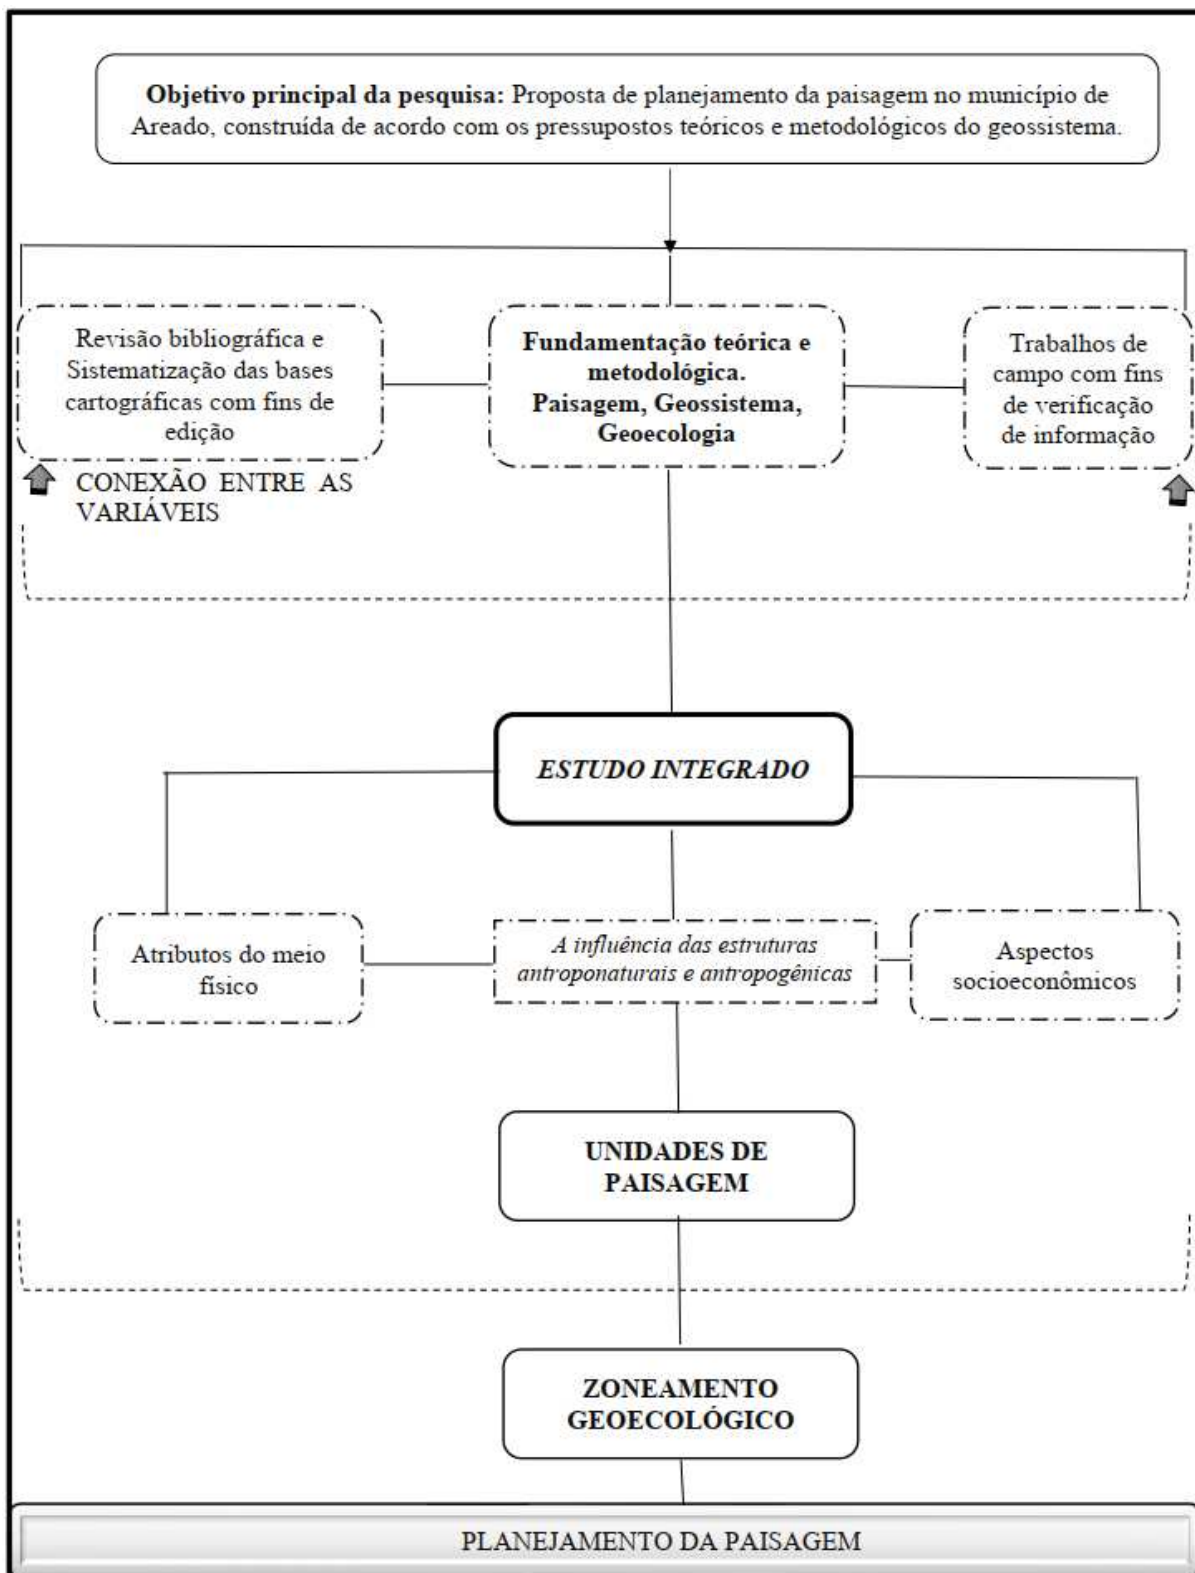 Objetivo principal da pesquisa: Proposta de planejamento da paisagem no município de
Areado, construída de acordo com os pressupostos teóricos e metodológicos do geossistema.
Revisão bibliográfica e
Sistematização das bases
cartográficas com fins de
edição
Fundamentação teórica e
metodológica.
Paisagem, Geossistema,
Geoecologia
Trabalhos de
campo com fins
de verificação
de informação
CONEXÃO ENTRE AS
VARIÁVEIS
ESTUDO INTEGRADO
Atributos do meio
físico
A influência das estruturas
antroponaturais e antropogênicas
Aspectos
socioeconômicos
UNIDADES DE
PAISAGEM
ZONEAMENTO
GEOECOLÓGICO
PLANEJAMENTO DA PAISAGEM